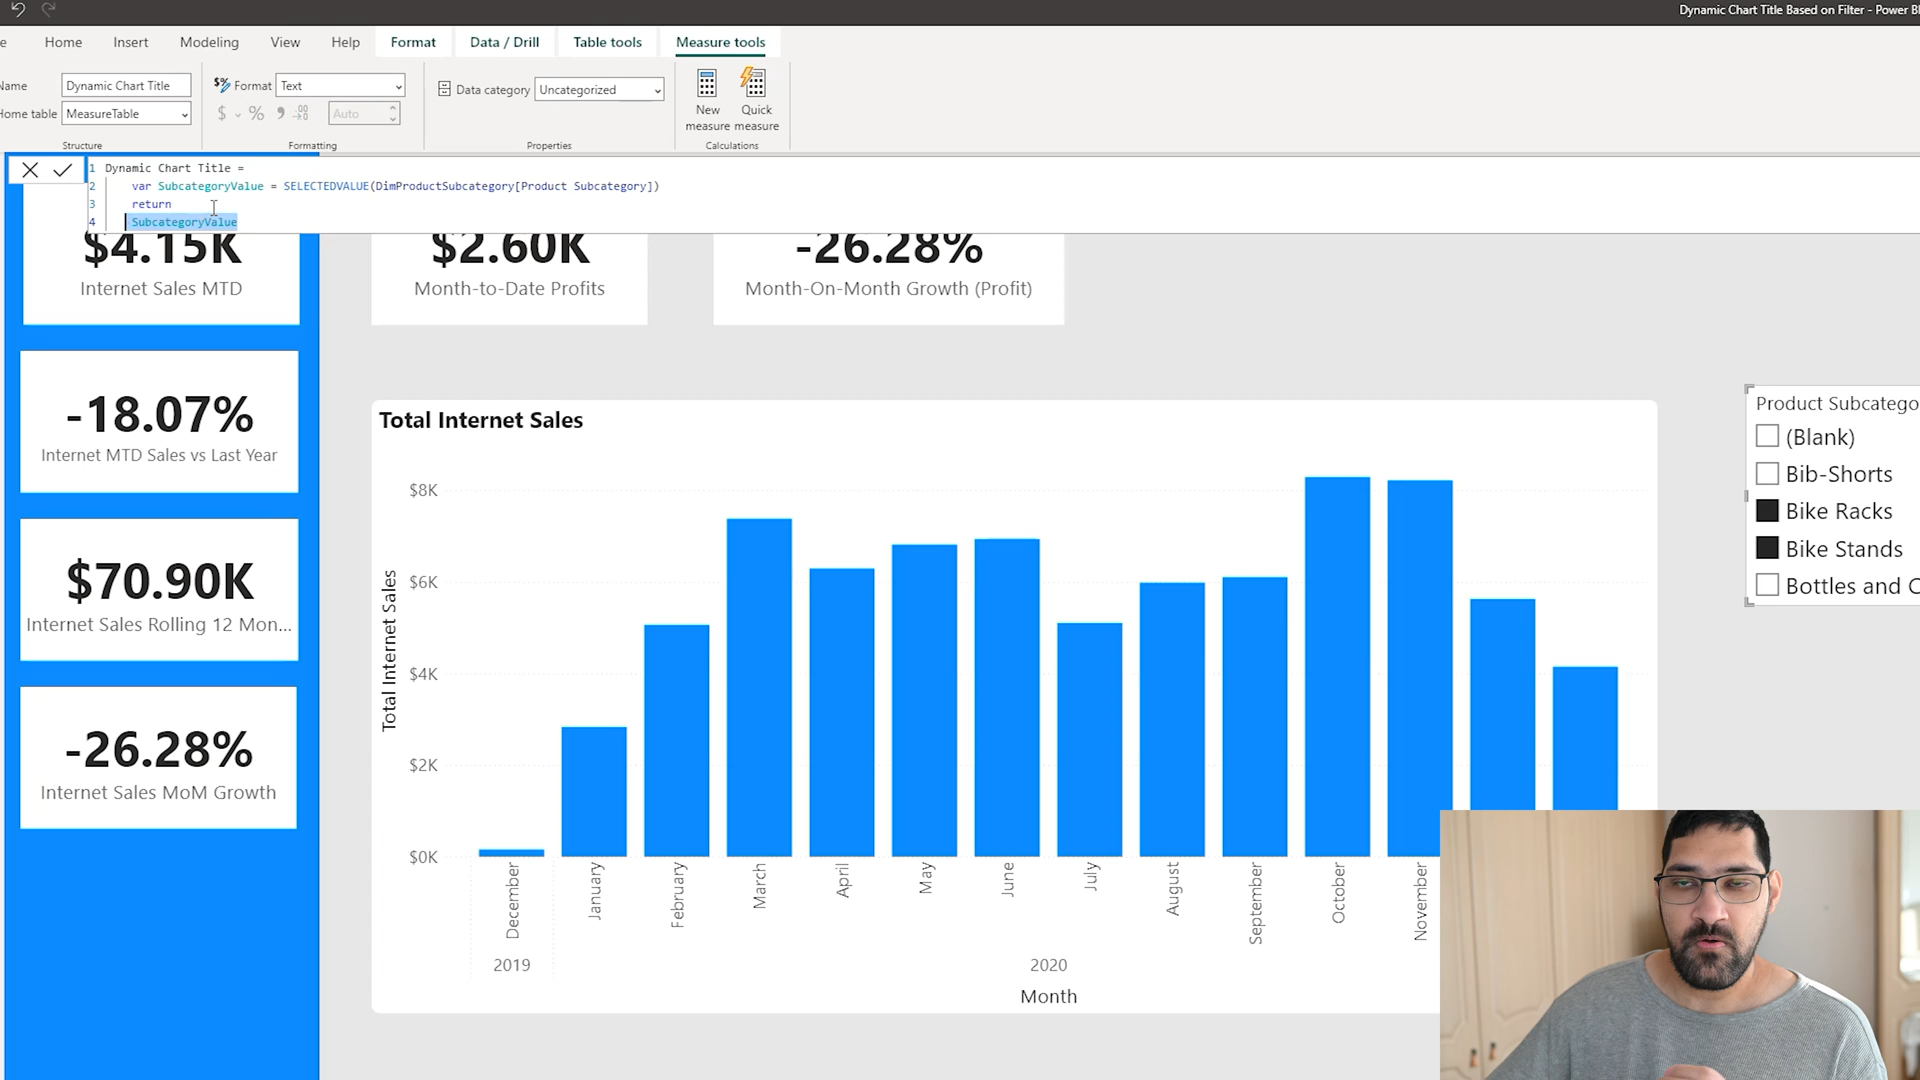 Dynamic Chart Title Based on Filter - Power BI
Home
Insert
Modeling
View
Help
Format
Data / Drill
Table tools
Measure tools
Dynamic Chart Title
Format
Text
Data category
Uncategorized
New measure
Quick measure
MeasureTable
$ % 9 .00
Auto
Structure
Formatting
Properties
Calculations
1 Dynamic Chart Title =
2 var SubcategoryValue = SELECTEDVALUE(DimProductSubcategory[Product Subcategory])
3 return
4 SubcategoryValue
$4.15K
Internet Sales MTD
$2.60K
Month-to-Date Profits
-26.28%
Month-On-Month Growth (Profit)
-18.07%
Internet MTD Sales vs Last Year
$70.90K
Internet Sales Rolling 12 Mon...
-26.28%
Internet Sales MoM Growth
Total Internet Sales
Total Internet Sales
$8K
$6K
$4K
$2K
$0K
December
January
February
March
April
May
June
July
August
September
October
November
2019
2020
Month
Product Subcatego
(Blank)
Bib-Shorts
Bike Racks
Bike Stands
Bottles and C